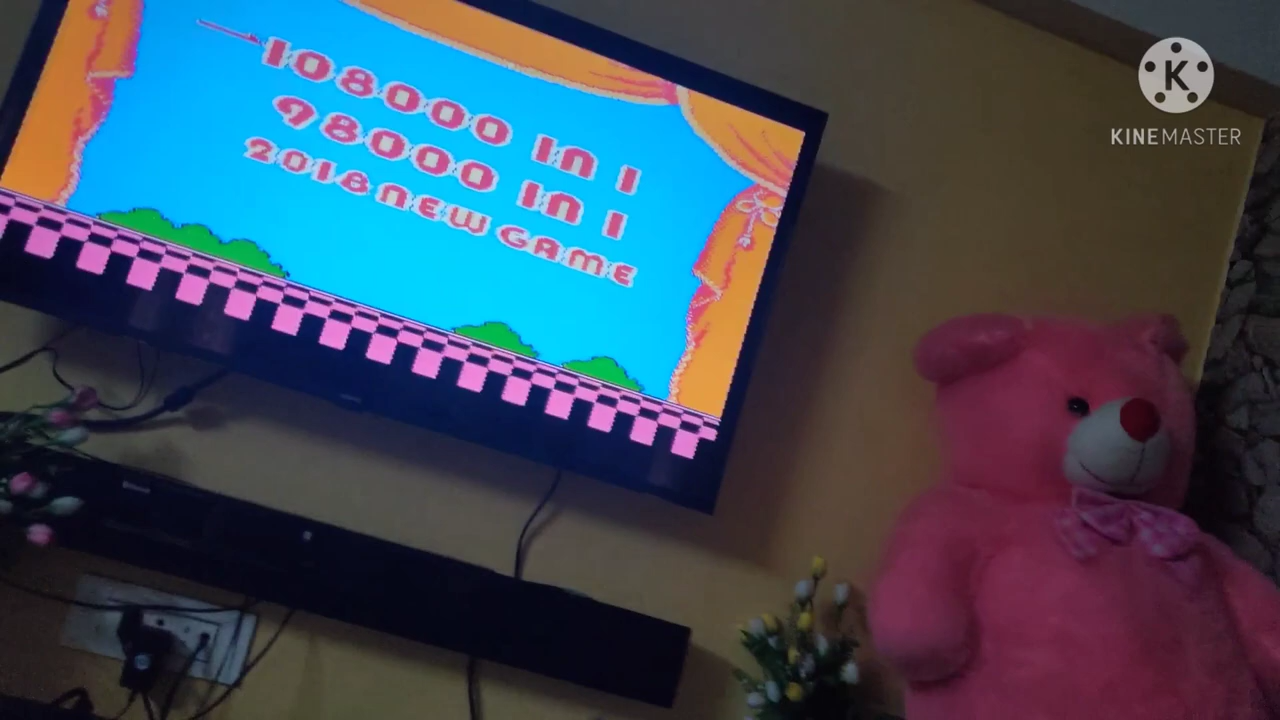 108000 IN 1
98000 IN 1
2018 NEW GAME
K
KINEMASTER